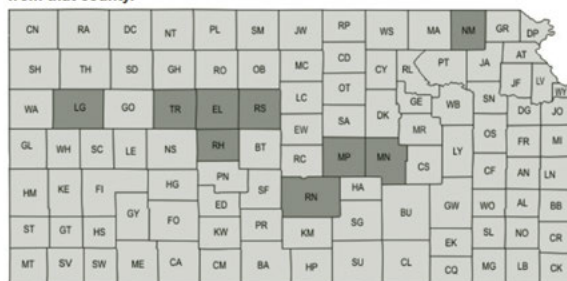 from that county.
CN RA DC NT PL SM JW RP WS MA NM GR DP
SH TH SD GH RO OB MC CD CY RL PT JA AT
WA LG GO TR EL RS LC OT GE WB SN JF LV WY
GL WH SC LE NS RH BT EW SA DK MR OS DG JO
HM KE FI HG PN RC MP MN CS LY FR MI
ST GT HS GY FO ED SF RN HA CF AN LN
MT SV SW ME CA KW PR KM SG BU GW WO AL BB
CM BA HP SU CL EK SL NO CR
CQ MG LB CK